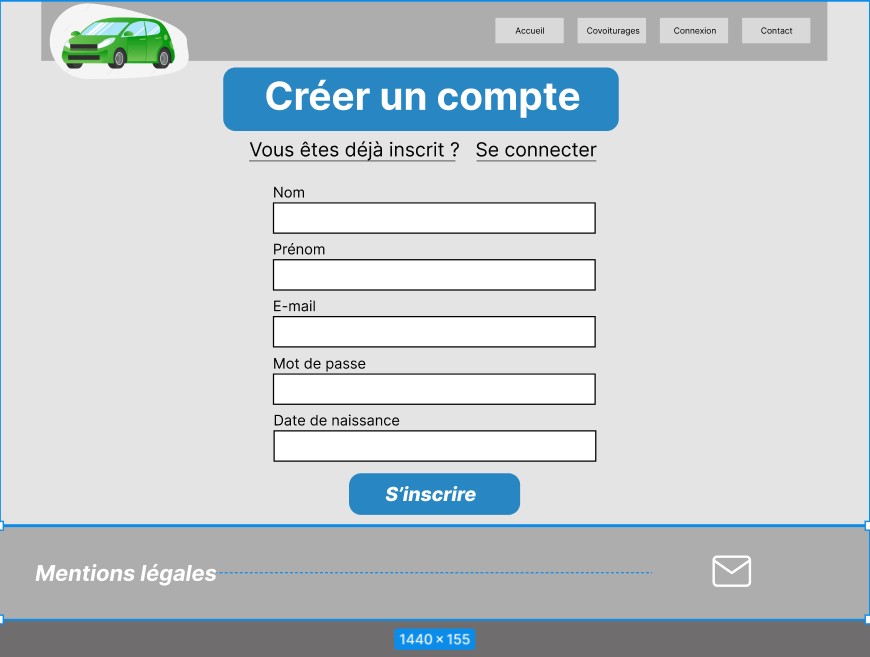 Accueil Covoiturages Connexion Contact
Créer un compte
Vous êtes déjà inscrit ? Se connecter
Nom
Prénom
E-mail
Mot de passe
Date de naissance
S’inscrire
Mentions légales
1440 × 155